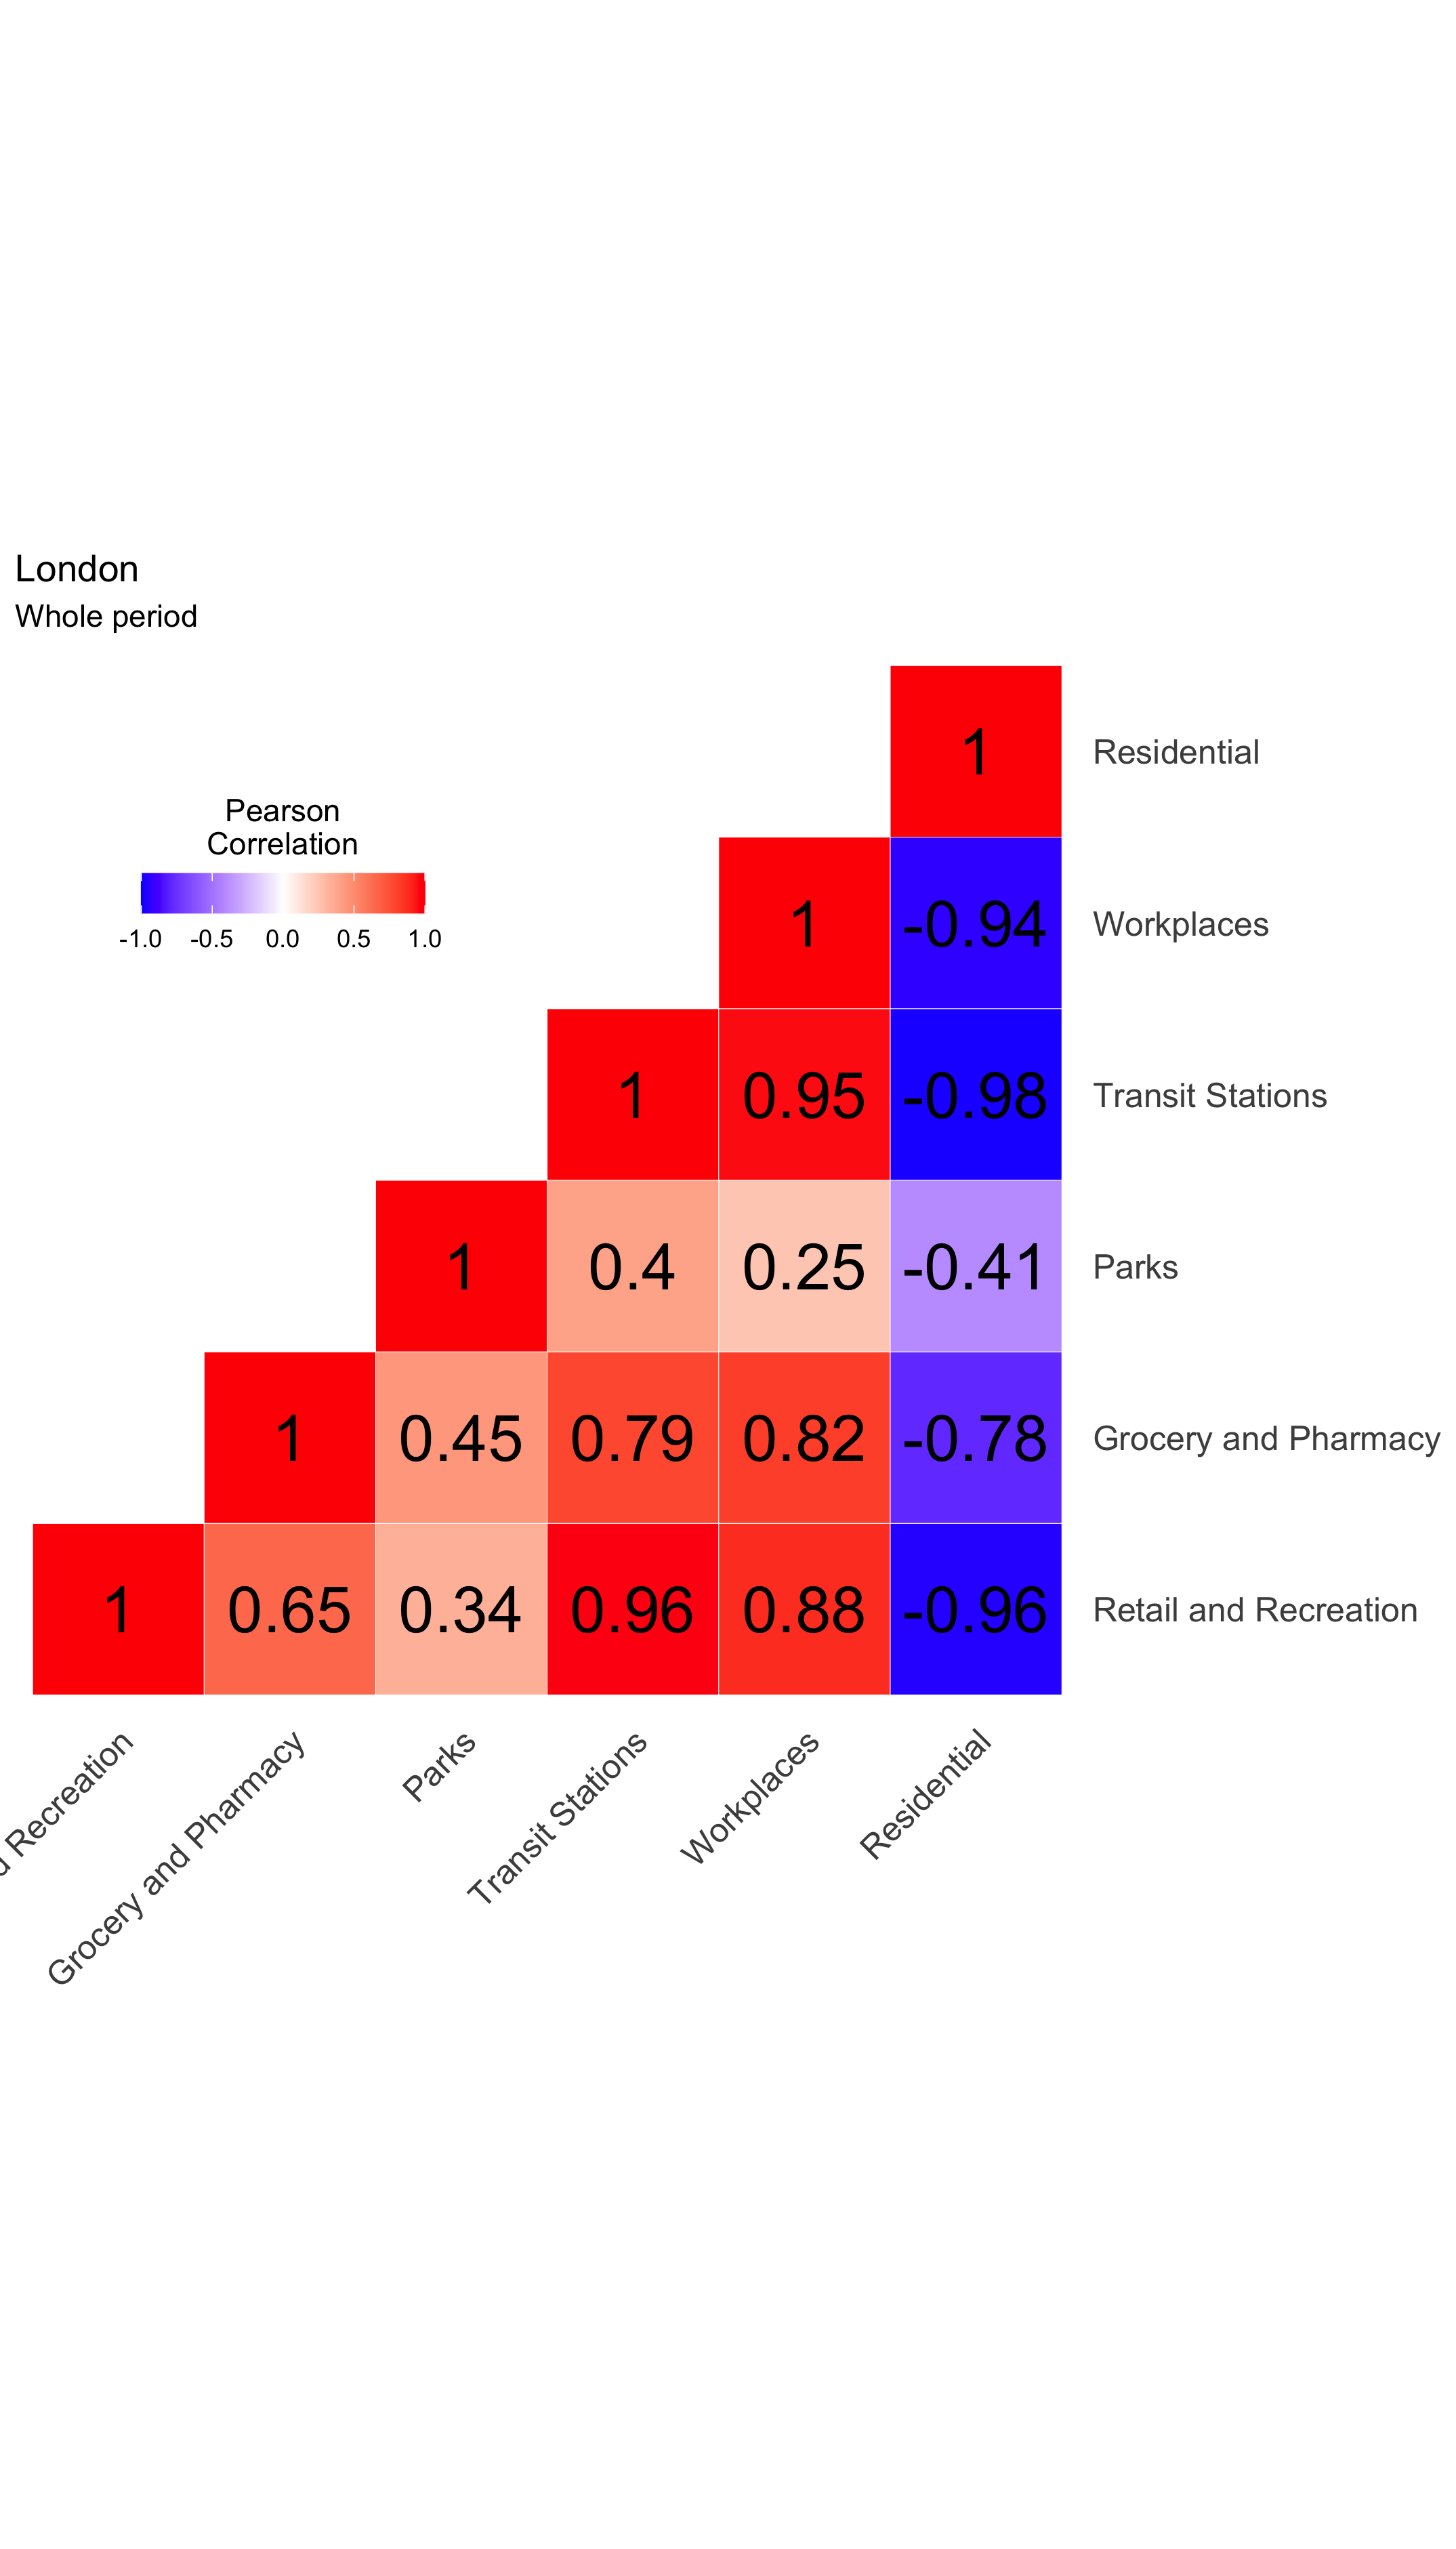 London
Whole period
Pearson
Correlation
-1.0 -0.5 0.0 0.5 1.0
1 Residential
1 -0.94 Workplaces
1 0.95 -0.98 Transit Stations
1 0.4 0.25 -0.41 Parks
1 0.45 0.79 0.82 -0.78 Grocery and Pharmacy
1 0.65 0.34 0.96 0.88 -0.96 Retail and Recreation
Recreation
Grocery and Pharmacy
Parks
Transit Stations
Workplaces
Residential